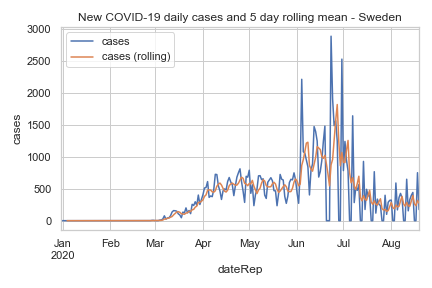 New COVID-19 daily cases and 5 day rolling mean - Sweden
cases
cases (rolling)
3000
2500
2000
1500
1000
500
0
cases
Jan
2020
Feb
Mar
Apr
May
Jun
Jul
Aug
dateRep